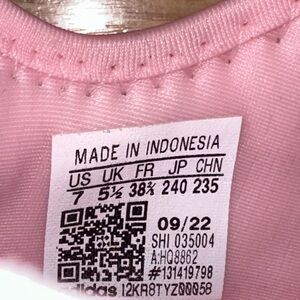 MADE IN INDONESIA
US UK FR JP CHN
7 5½ 38⅔ 240 235
09/22
SHI 035004
A:HQ8862
#131419798
adidas